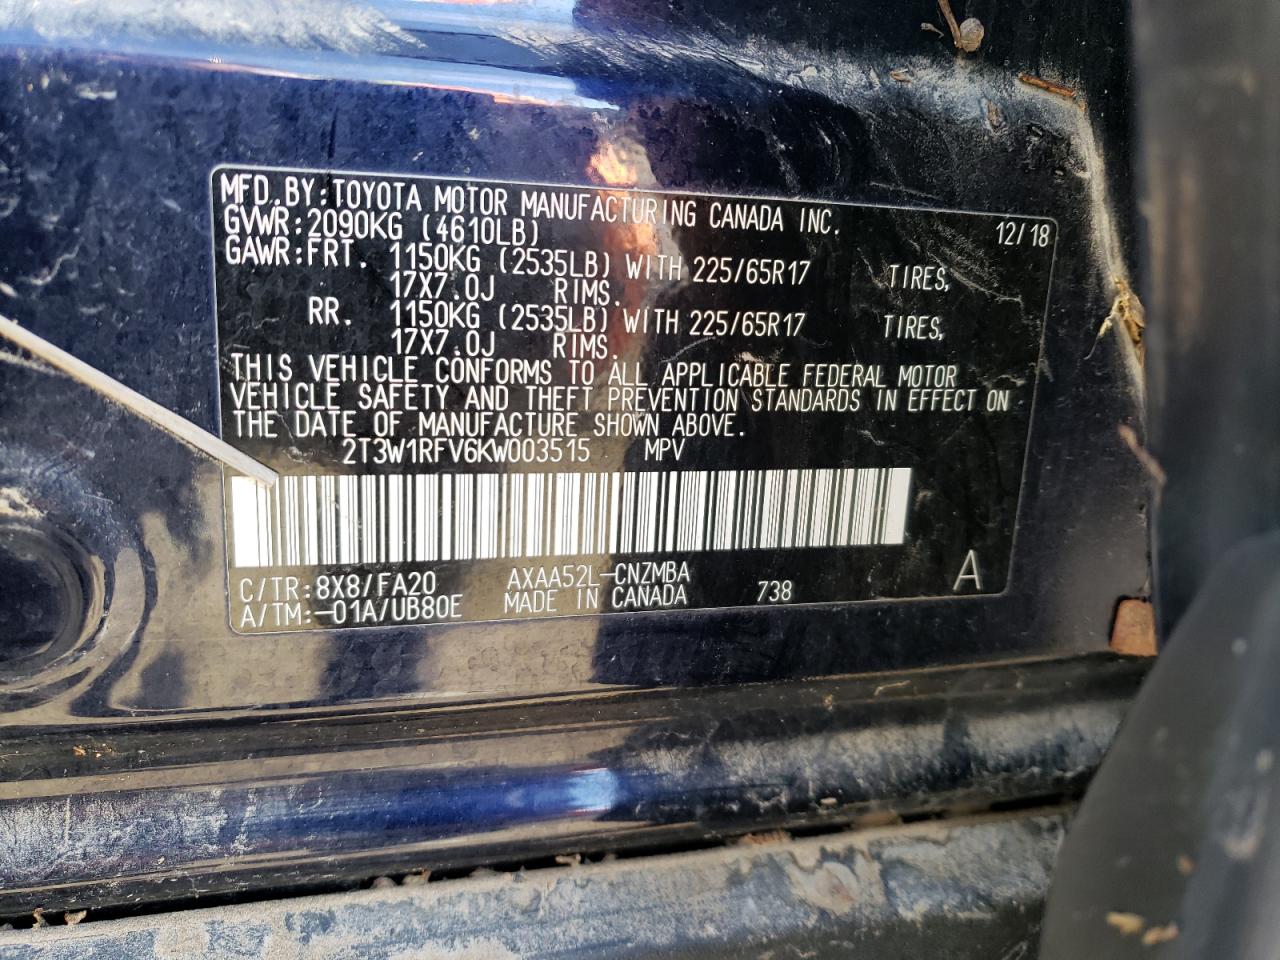 MFD.BY:TOYOTA MOTOR MANUFACTURING CANADA INC. 12/18
GVWR:2090KG (4610LB)
GAWR:FRT. 1150KG (2535LB) WITH 225/65R17 TIRES,
17X7.0J RIMS.
RR. 1150KG (2535LB) WITH 225/65R17 TIRES,
17X7.0J RIMS.
THIS VEHICLE CONFORMS TO ALL APPLICABLE FEDERAL MOTOR
VEHICLE SAFETY AND THEFT PREVENTION STANDARDS IN EFFECT ON
THE DATE OF MANUFACTURE SHOWN ABOVE.
2T3W1RFV6KW003515 MPV
C/TR:8X8/FA20 AXAA52L-CNZMBA
A/TM:-01A/UB80E MADE IN CANADA 738 A